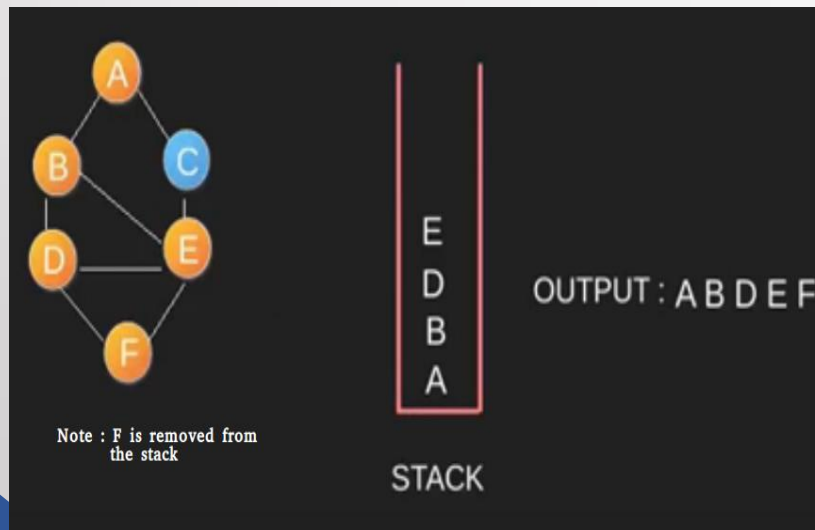 A
B
C
D
E
F
Note : F is removed from
the stack
E
D
B
A
STACK
OUTPUT : A B D E F